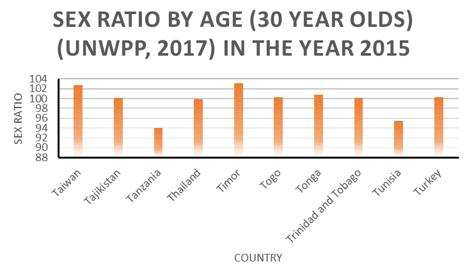 SEX RATIO BY AGE (30 YEAR OLDS)
(UNWPP, 2017) IN THE YEAR 2015
SEX RATIO
104
102
100
98
96
94
92
90
88
Taiwan
Tajikistan
Tanzania
Thailand
Timor
Togo
Tonga
Trinidad and Tobago
Tunisia
Turkey
COUNTRY